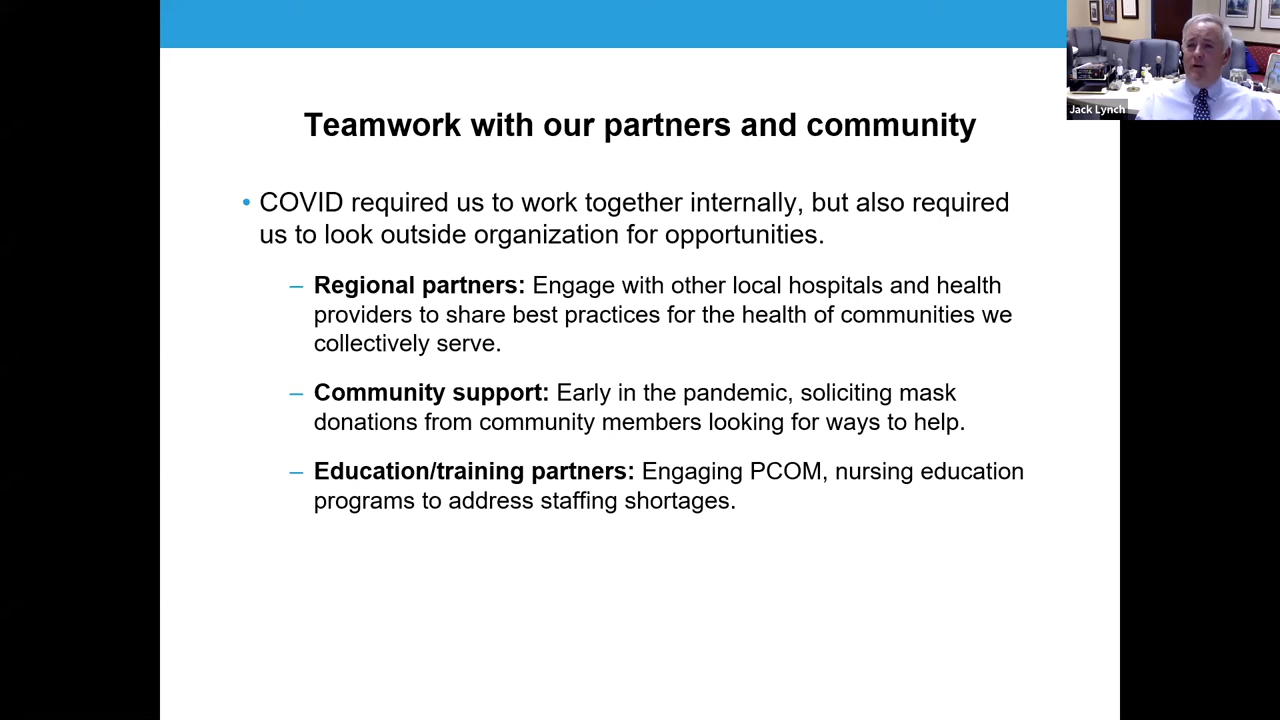 Jack Lynch
Teamwork with our partners and community
• COVID required us to work together internally, but also required
us to look outside organization for opportunities.
– Regional partners: Engage with other local hospitals and health
providers to share best practices for the health of communities we
collectively serve.
– Community support: Early in the pandemic, soliciting mask
donations from community members looking for ways to help.
– Education/training partners: Engaging PCOM, nursing education
programs to address staffing shortages.